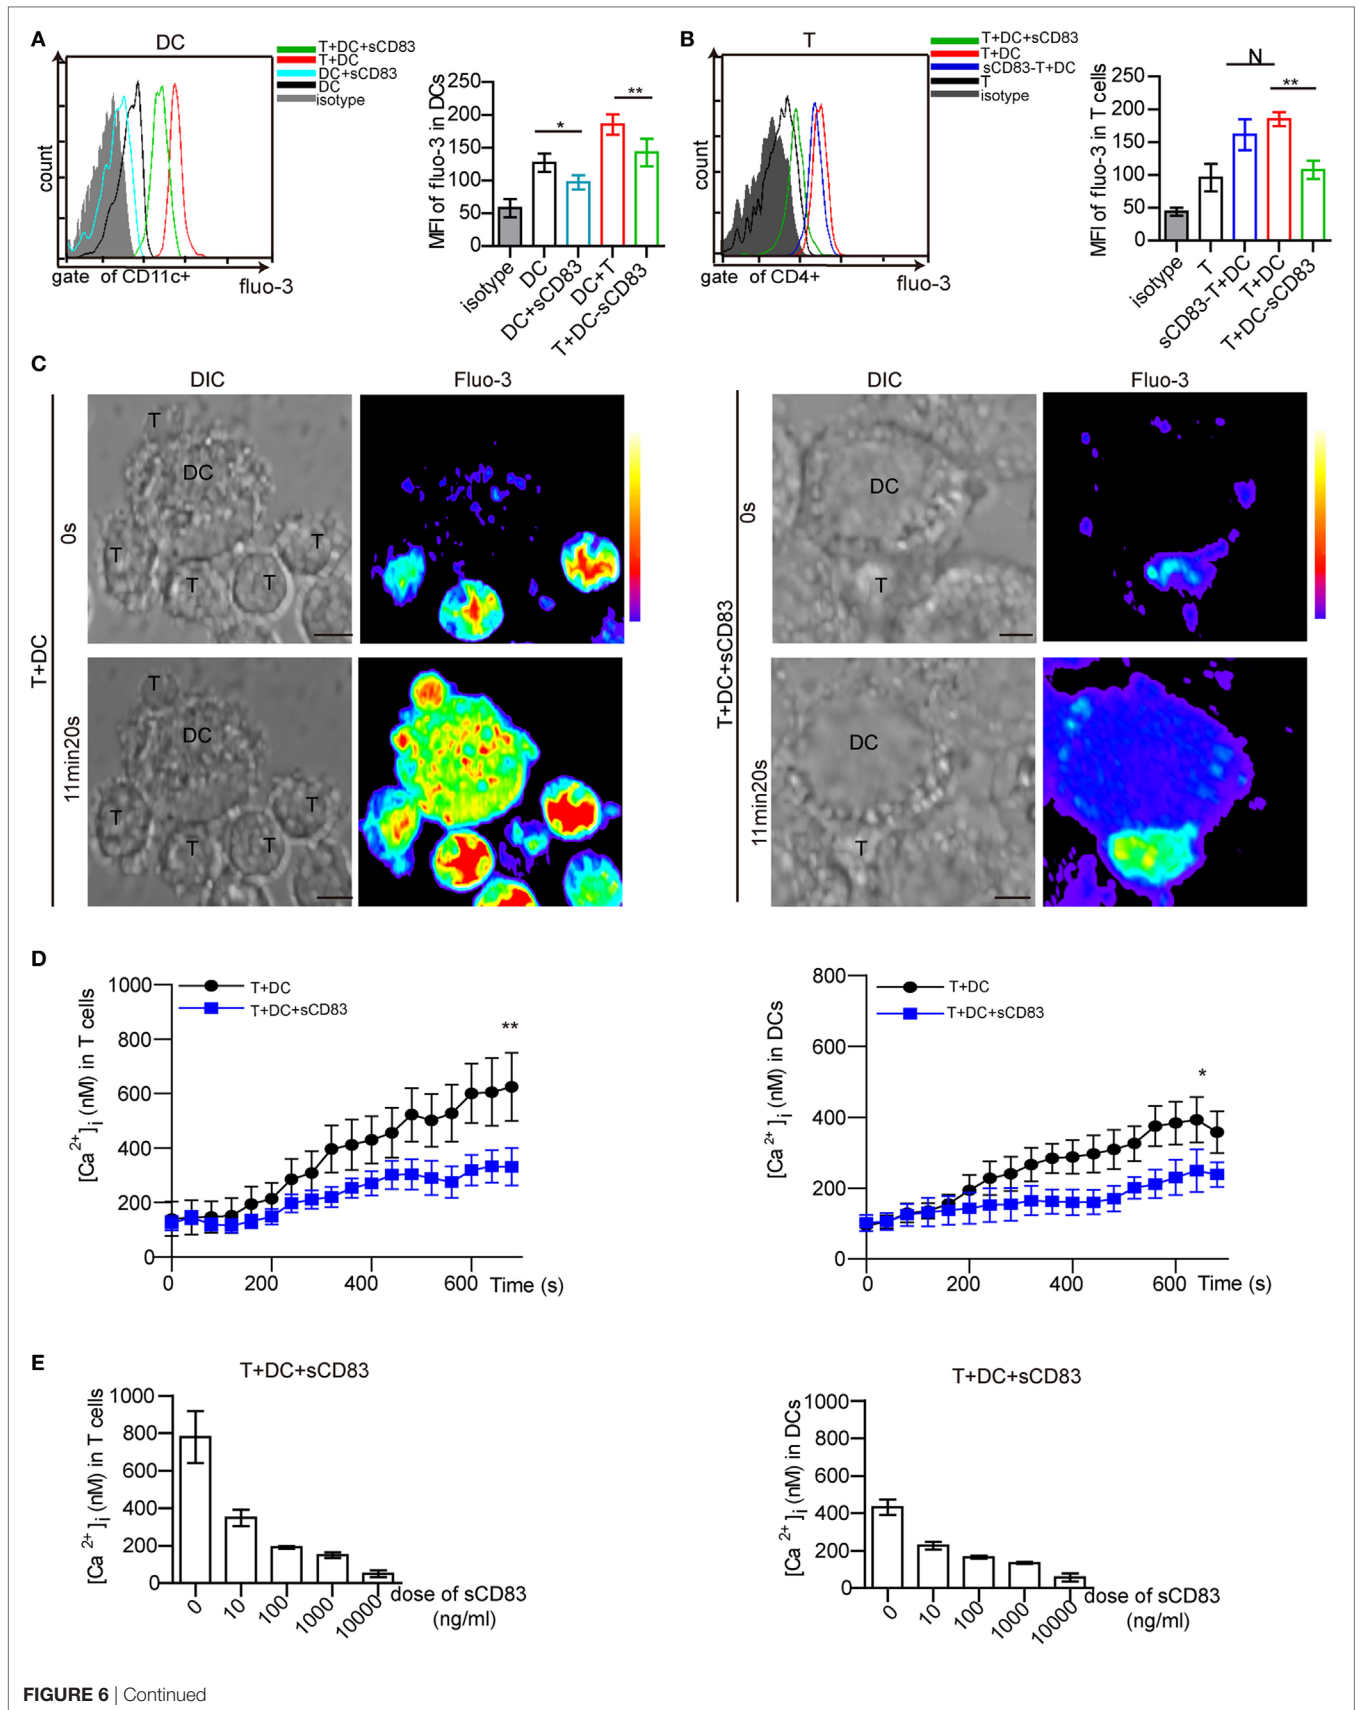 A
DC
T+DC+sCD83
T+DC
DC+sCD83
DC
isotype
count
gate of CD11c+
fluo-3
MFI of fluo-3 in DCs
250
200
150
100
50
0
*
**
isotype
DC
DC+sCD83
DC+T
T+DC-sCD83
B
T
T+DC+sCD83
T+DC
sCD83-T+DC
T
isotype
count
gate of CD4+
fluo-3
MFI of fluo-3 in T cells
250
200
150
100
50
0
N
**
isotype
T
sCD83-T+DC
T+DC
T+DC-sCD83
C
DIC
Fluo-3
DIC
Fluo-3
T+DC
0s
T
DC
T
T
T
T
11min20s
T
DC
T
T
T
T
T+DC+sCD83
0s
DC
T
11min20s
DC
T
D
[Ca 2+]i (nM) in T cells
1000
800
600
400
200
0
T+DC
T+DC+sCD83
**
0
200
400
600
Time (s)
[Ca 2+]i (nM) in DCs
800
600
400
200
0
T+DC
T+DC+sCD83
*
0
200
400
600
Time (s)
E
T+DC+sCD83
[Ca 2+]i (nM) in T cells
1000
800
600
400
200
0
0
10
100
1000
10000
dose of sCD83
(ng/ml)
T+DC+sCD83
[Ca 2+]i (nM) in DCs
1000
800
600
400
200
0
0
10
100
1000
10000
dose of sCD83
(ng/ml)
FIGURE 6 | Continued